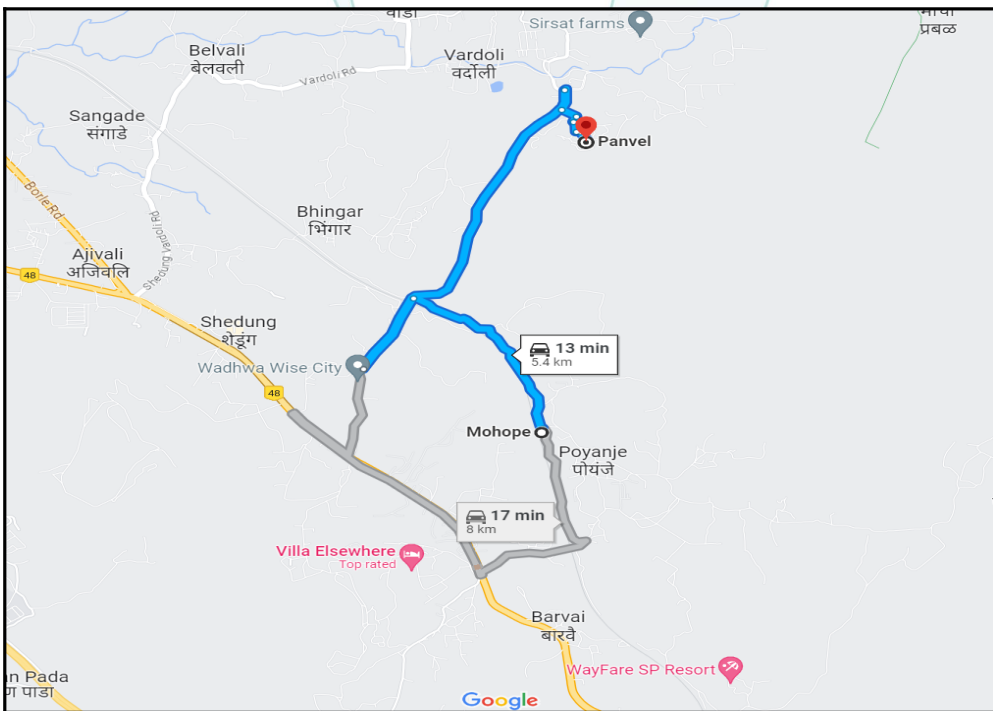 वाडा
Sirsat farms
प्रबळ
Belvali
बेलवली
Vardoli
वर्दोली
Vardoli Rd
Sangade
संगाडे
Panvel
Borle Rd
Bhingar
भिंगार
Shedung Vardoli Rd
Ajivali
अजिवलि
48
Shedung
शेडूंग
Wadhwa Wise City
48
13 min
5.4 km
Mohope
Poyanje
पोयंजे
17 min
8 km
Villa Elsewhere
Top rated
Barvai
बारवै
WayFare SP Resort
n Pada
ण पाडा
Google